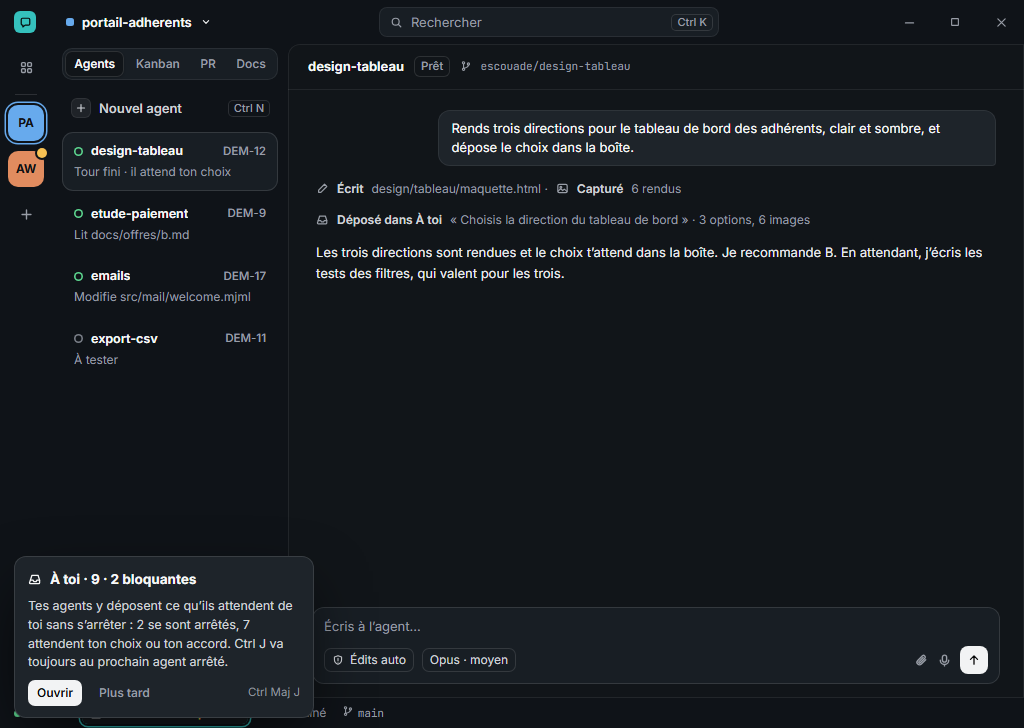 portail-adherents
Rechercher
Ctrl K
PA
AW
Agents
Kanban
PR
Docs
Nouvel agent
Ctrl N
design-tableau
DEM-12
Tour fini · il attend ton choix
etude-paiement
DEM-9
Lit docs/offres/b.md
emails
DEM-17
Modifie src/mail/welcome.mjml
export-csv
DEM-11
À tester
design-tableau
Prêt
escouade/design-tableau
Rends trois directions pour le tableau de bord des adhérents, clair et sombre, et
dépose le choix dans la boîte.
Écrit design/tableau/maquette.html · Capturé 6 rendus
Déposé dans À toi « Choisis la direction du tableau de bord » · 3 options, 6 images
Les trois directions sont rendues et le choix t’attend dans la boîte. Je recommande B. En attendant, j’écris les
tests des filtres, qui valent pour les trois.
À toi · 9 · 2 bloquantes
Tes agents y déposent ce qu’ils attendent de
toi sans s’arrêter : 2 se sont arrêtés, 7
attendent ton choix ou ton accord. Ctrl J va
toujours au prochain agent arrêté.
Ouvrir
Plus tard
Ctrl Maj J
Écris à l’agent…
Édits auto
Opus · moyen
main